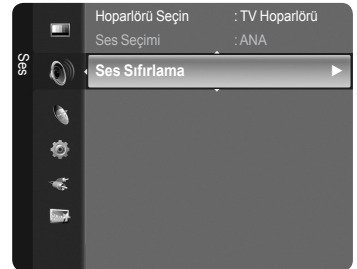 Hoparlörü Seçin : TV Hoparlörü
Ses Seçimi : ANA
Ses Sıfırlama
Ses